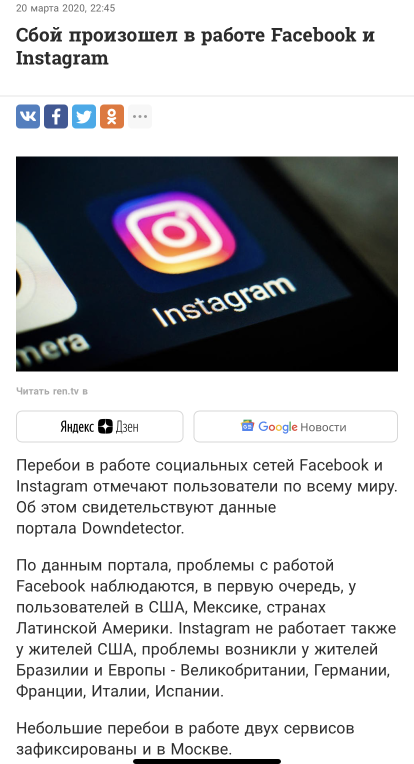 20 марта 2020, 22:45
Сбой произошел в работе Facebook и
Instagram
Instagram
mera
Читать ren.tv в
Яндекс Дзен
Google Новости
Перебои в работе социальных сетей Facebook и
Instagram отмечают пользователи по всему миру.
Об этом свидетельствуют данные
портала Downdetector.
По данным портала, проблемы с работой
Facebook наблюдаются, в первую очередь, у
пользователей в США, Мексике, странах
Латинской Америки. Instagram не работает также
у жителей США, проблемы возникли у жителей
Бразилии и Европы - Великобритании, Германии,
Франции, Италии, Испании.
Небольшие перебои в работе двух сервисов
зафиксированы и в Москве.